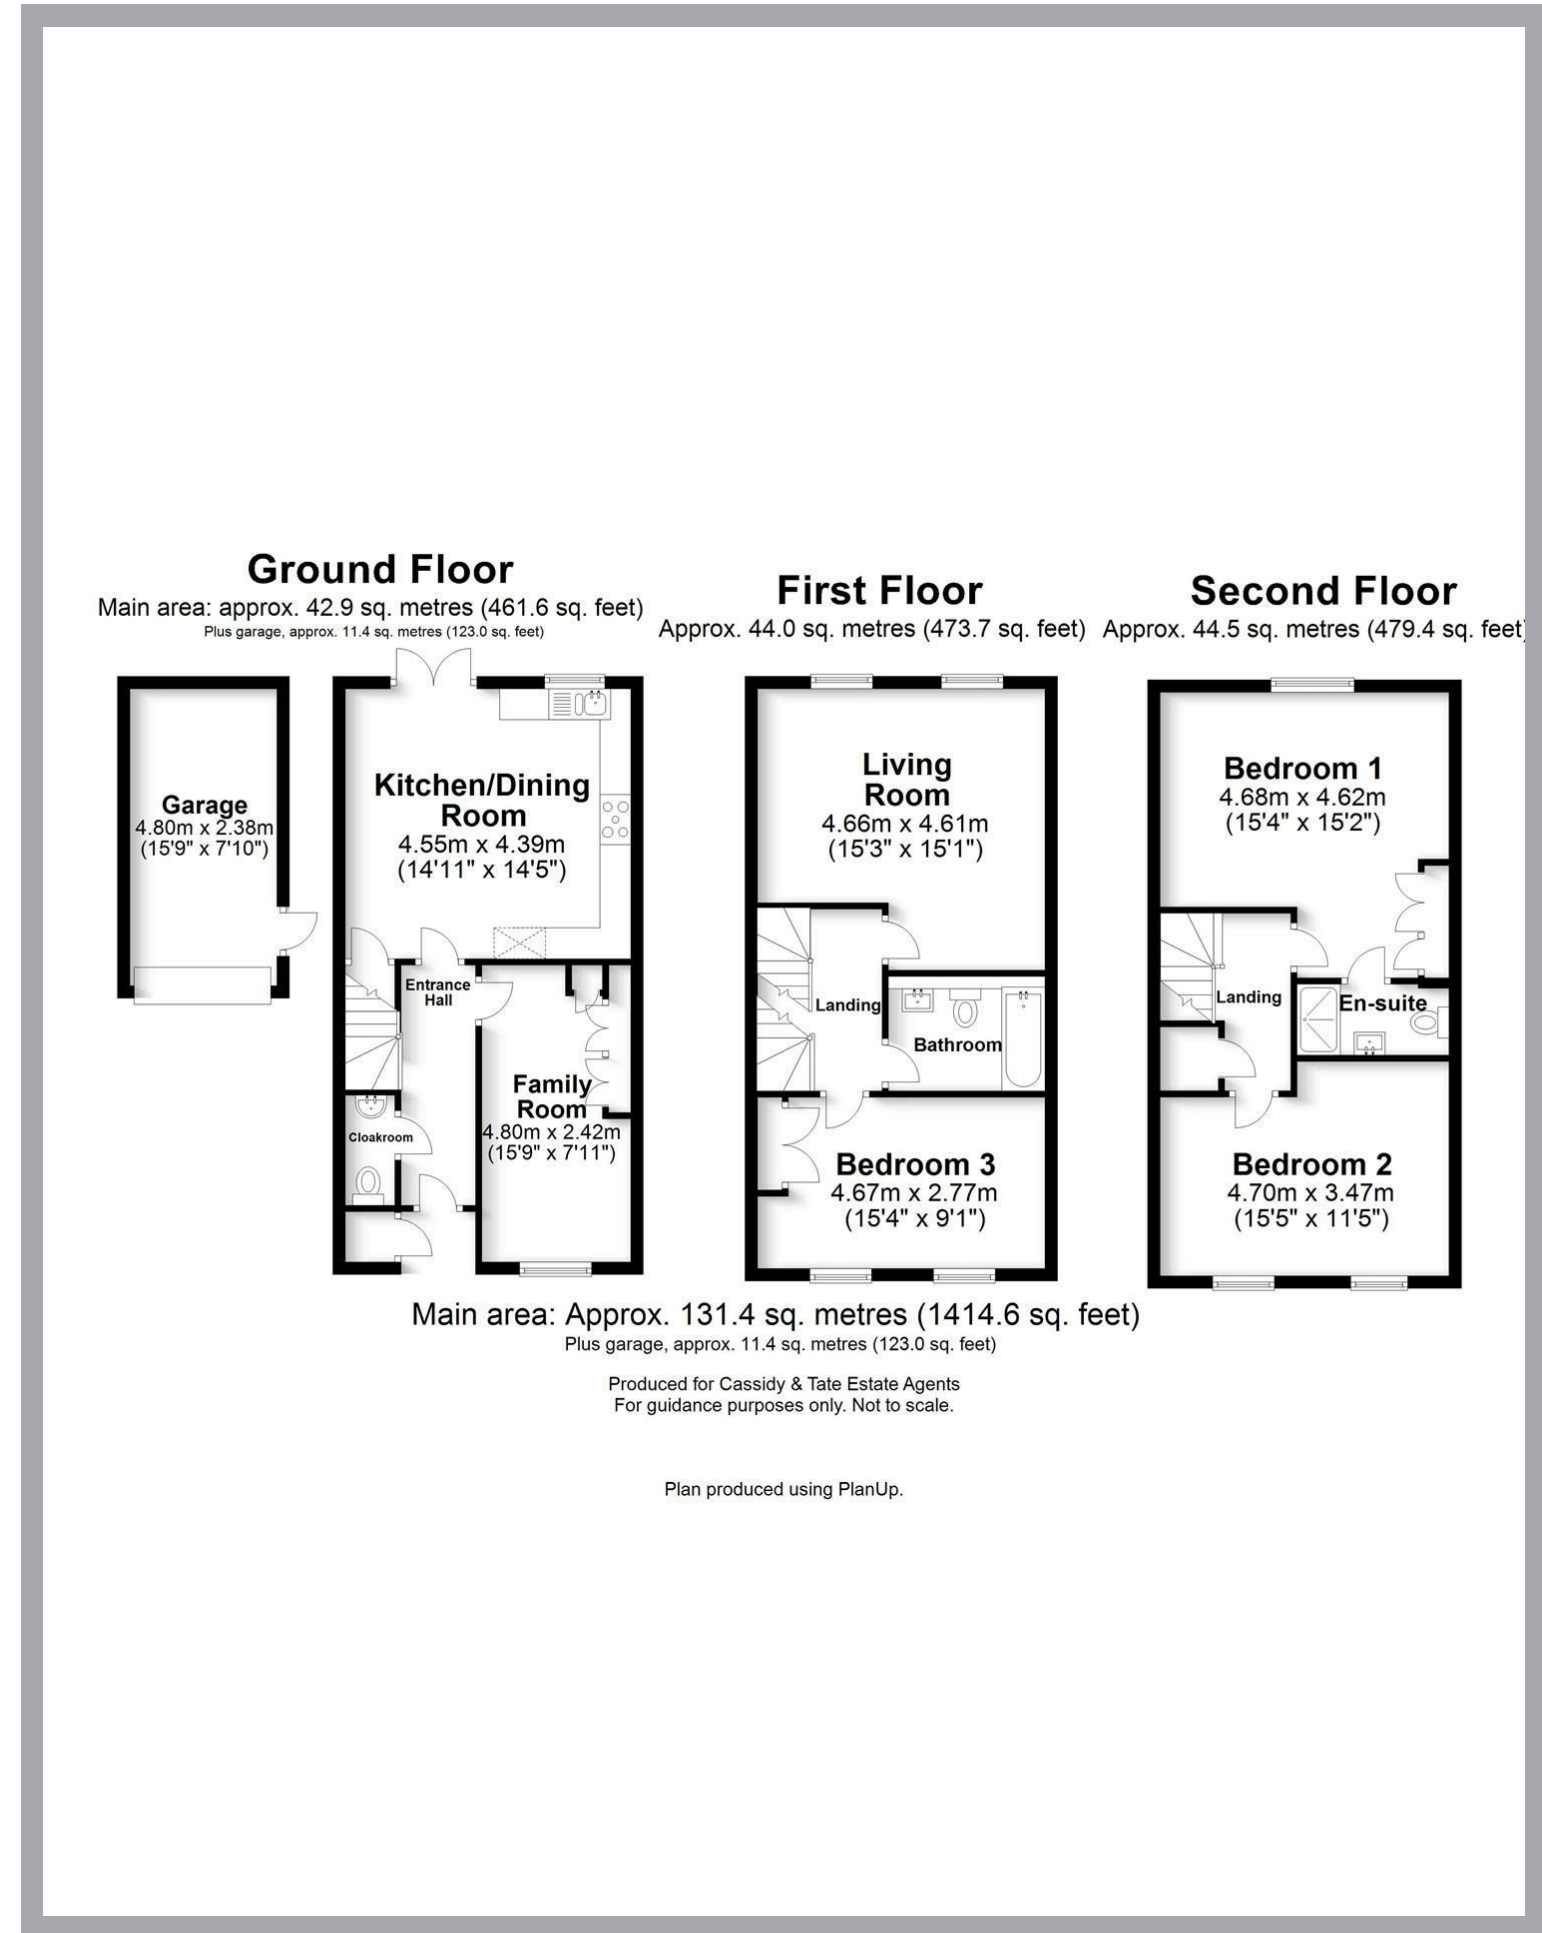 Ground Floor
Main area: approx. 42.9 sq. metres (461.6 sq. feet)
Plus garage, approx. 11.4 sq. metres (123.0 sq. feet)
First Floor
Approx. 44.0 sq. metres (473.7 sq. feet)
Second Floor
Approx. 44.5 sq. metres (479.4 sq. feet)
Garage
4.80m x 2.38m
(15'9" x 7'10")
Kitchen/Dining
Room
4.55m x 4.39m
(14'11" x 14'5")
Entrance
Hall
Family
Room
4.80m x 2.42m
(15'9" x 7'11")
Cloakroom
Living
Room
4.66m x 4.61m
(15'3" x 15'1")
Landing
Bathroom
Bedroom 3
4.67m x 2.77m
(15'4" x 9'1")
Bedroom 1
4.68m x 4.62m
(15'4" x 15'2")
Landing
En-suite
Bedroom 2
4.70m x 3.47m
(15'5" x 11'5")
Main area: Approx. 131.4 sq. metres (1414.6 sq. feet)
Plus garage, approx. 11.4 sq. metres (123.0 sq. feet)
Produced for Cassidy & Tate Estate Agents
For guidance purposes only. Not to scale.
Plan produced using PlanUp.